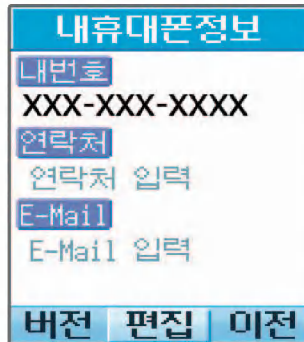 내휴대폰정보
내번호
XXX-XXX-XXXX
연락처
연락처 입력
E-Mail
E-Mail 입력
버전 편집 이전